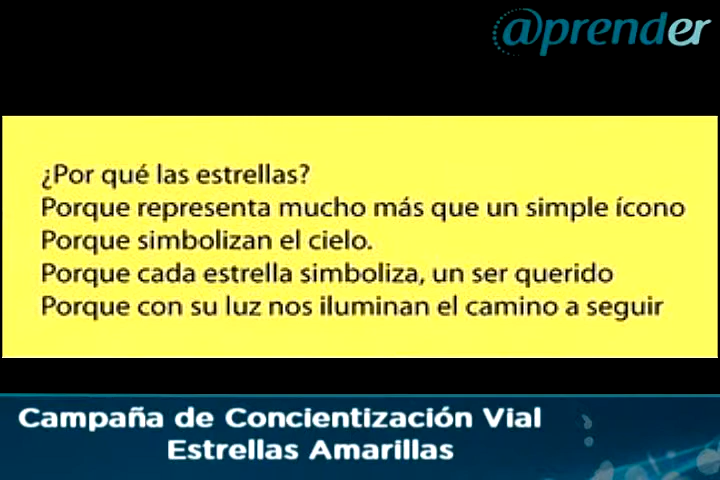 @prender
¿Por qué las estrellas?
Porque representa mucho más que un simple ícono
Porque simbolizan el cielo.
Porque cada estrella simboliza, un ser querido
Porque con su luz nos iluminan el camino a seguir
Campaña de Concientización Vial
Estrellas Amarillas